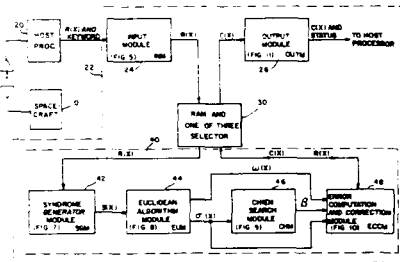 20
HOST
PROC.
R(X) AND
KEYWORD
22
INPUT
MODULE
(FIG 5) INM
24
R(X)
C(X)
OUTPUT
MODULE
(FIG 11) OUTM
26
C(X) AND
STATUS
TO HOST
PROCESSOR
SPACE
CRAFT
RAM AND
ONE OF THREE
SELECTOR
30
40
R(X)
C(X)
R(X)
42
SYNDROME
GENERATOR
MODULE
(FIG 7) SGM
S(X)
44
EUCLIDEAN
ALGORITHM
MODULE
(FIG 8) EUM
ω(X)
σ(X)
46
CHIEN
SEARCH
MODULE
(FIG 9) CHM
β
48
ERROR
COMPUTATION
AND CORRECTION
MODULE
(FIG 10) ECCM